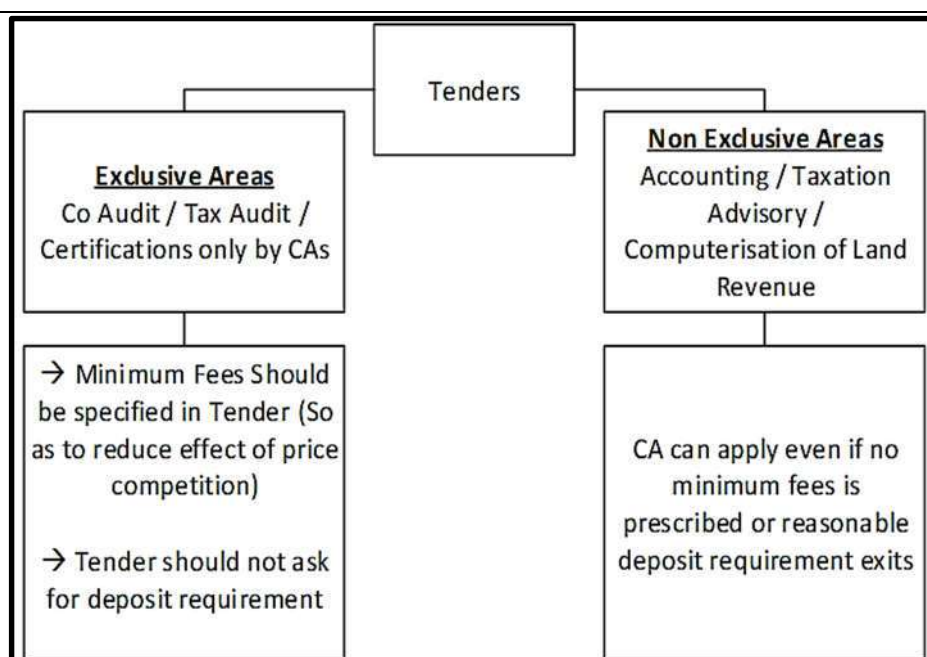 Tenders
Exclusive Areas
Co Audit / Tax Audit /
Certifications only by CAs
Non Exclusive Areas
Accounting / Taxation
Advisory /
Computerisation of Land
Revenue
→ Minimum Fees Should
be specified in Tender (So
as to reduce effect of price
competition)
→ Tender should not ask
for deposit requirement
CA can apply even if no
minimum fees is
prescribed or reasonable
deposit requirement exits